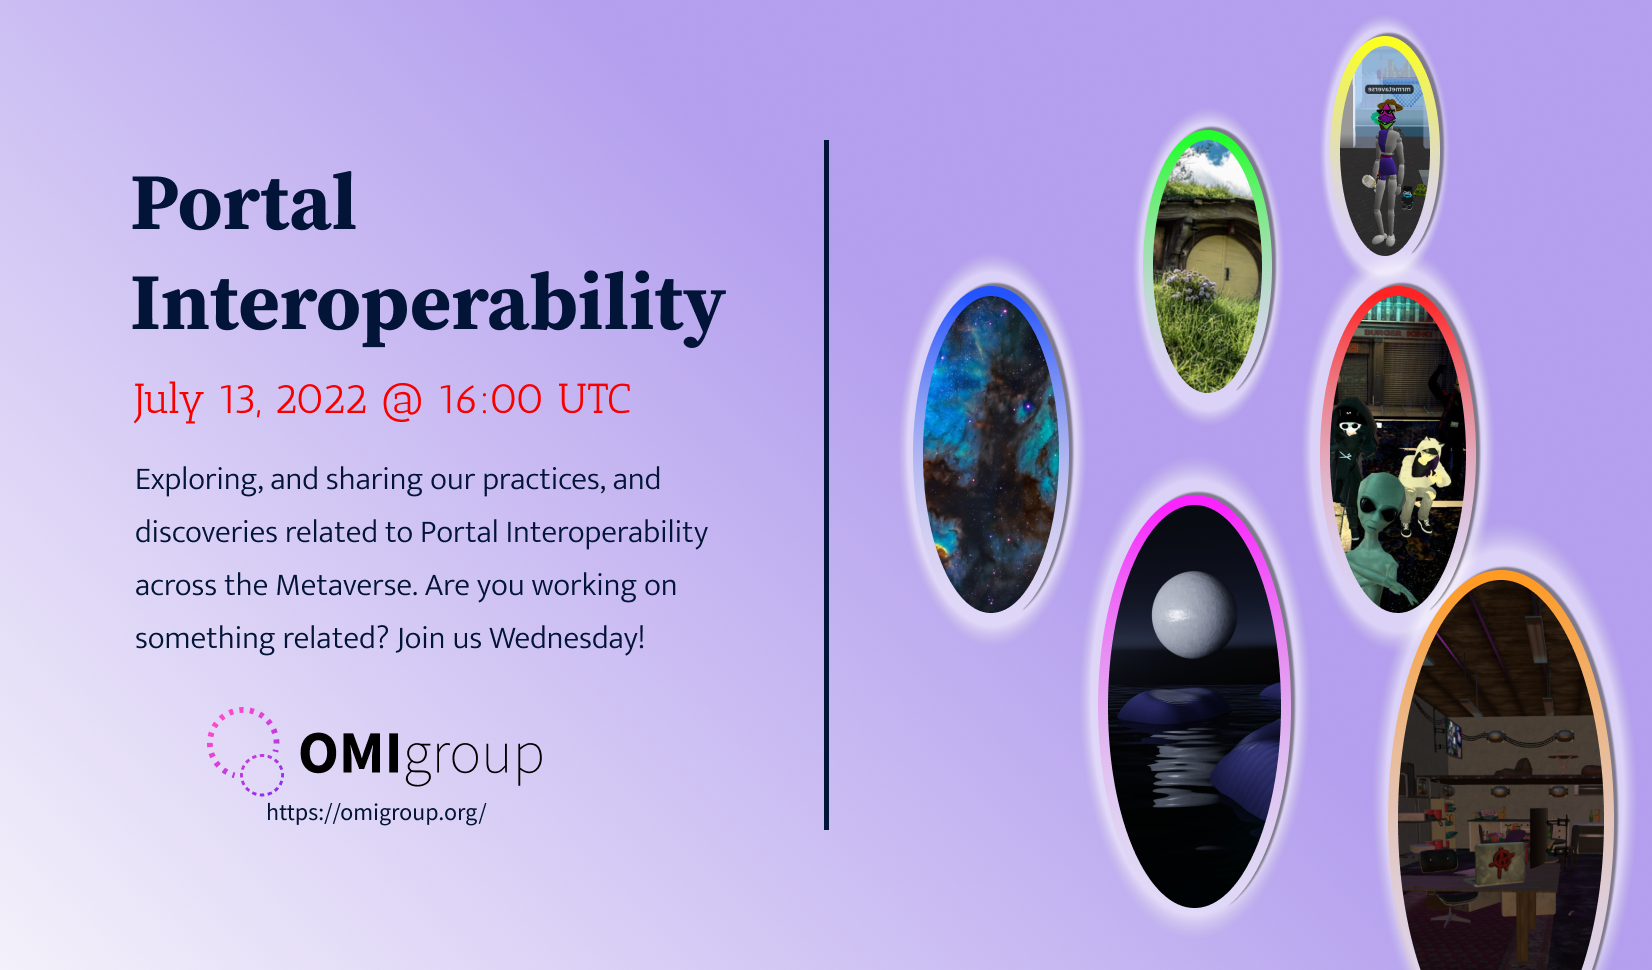 Portal
Interoperability
July 13, 2022 @ 16:00 UTC
Exploring, and sharing our practices, and
discoveries related to Portal Interoperability
across the Metaverse. Are you working on
something related? Join us Wednesday!
OMIgroup
https://omigroup.org/
mrmetaverse